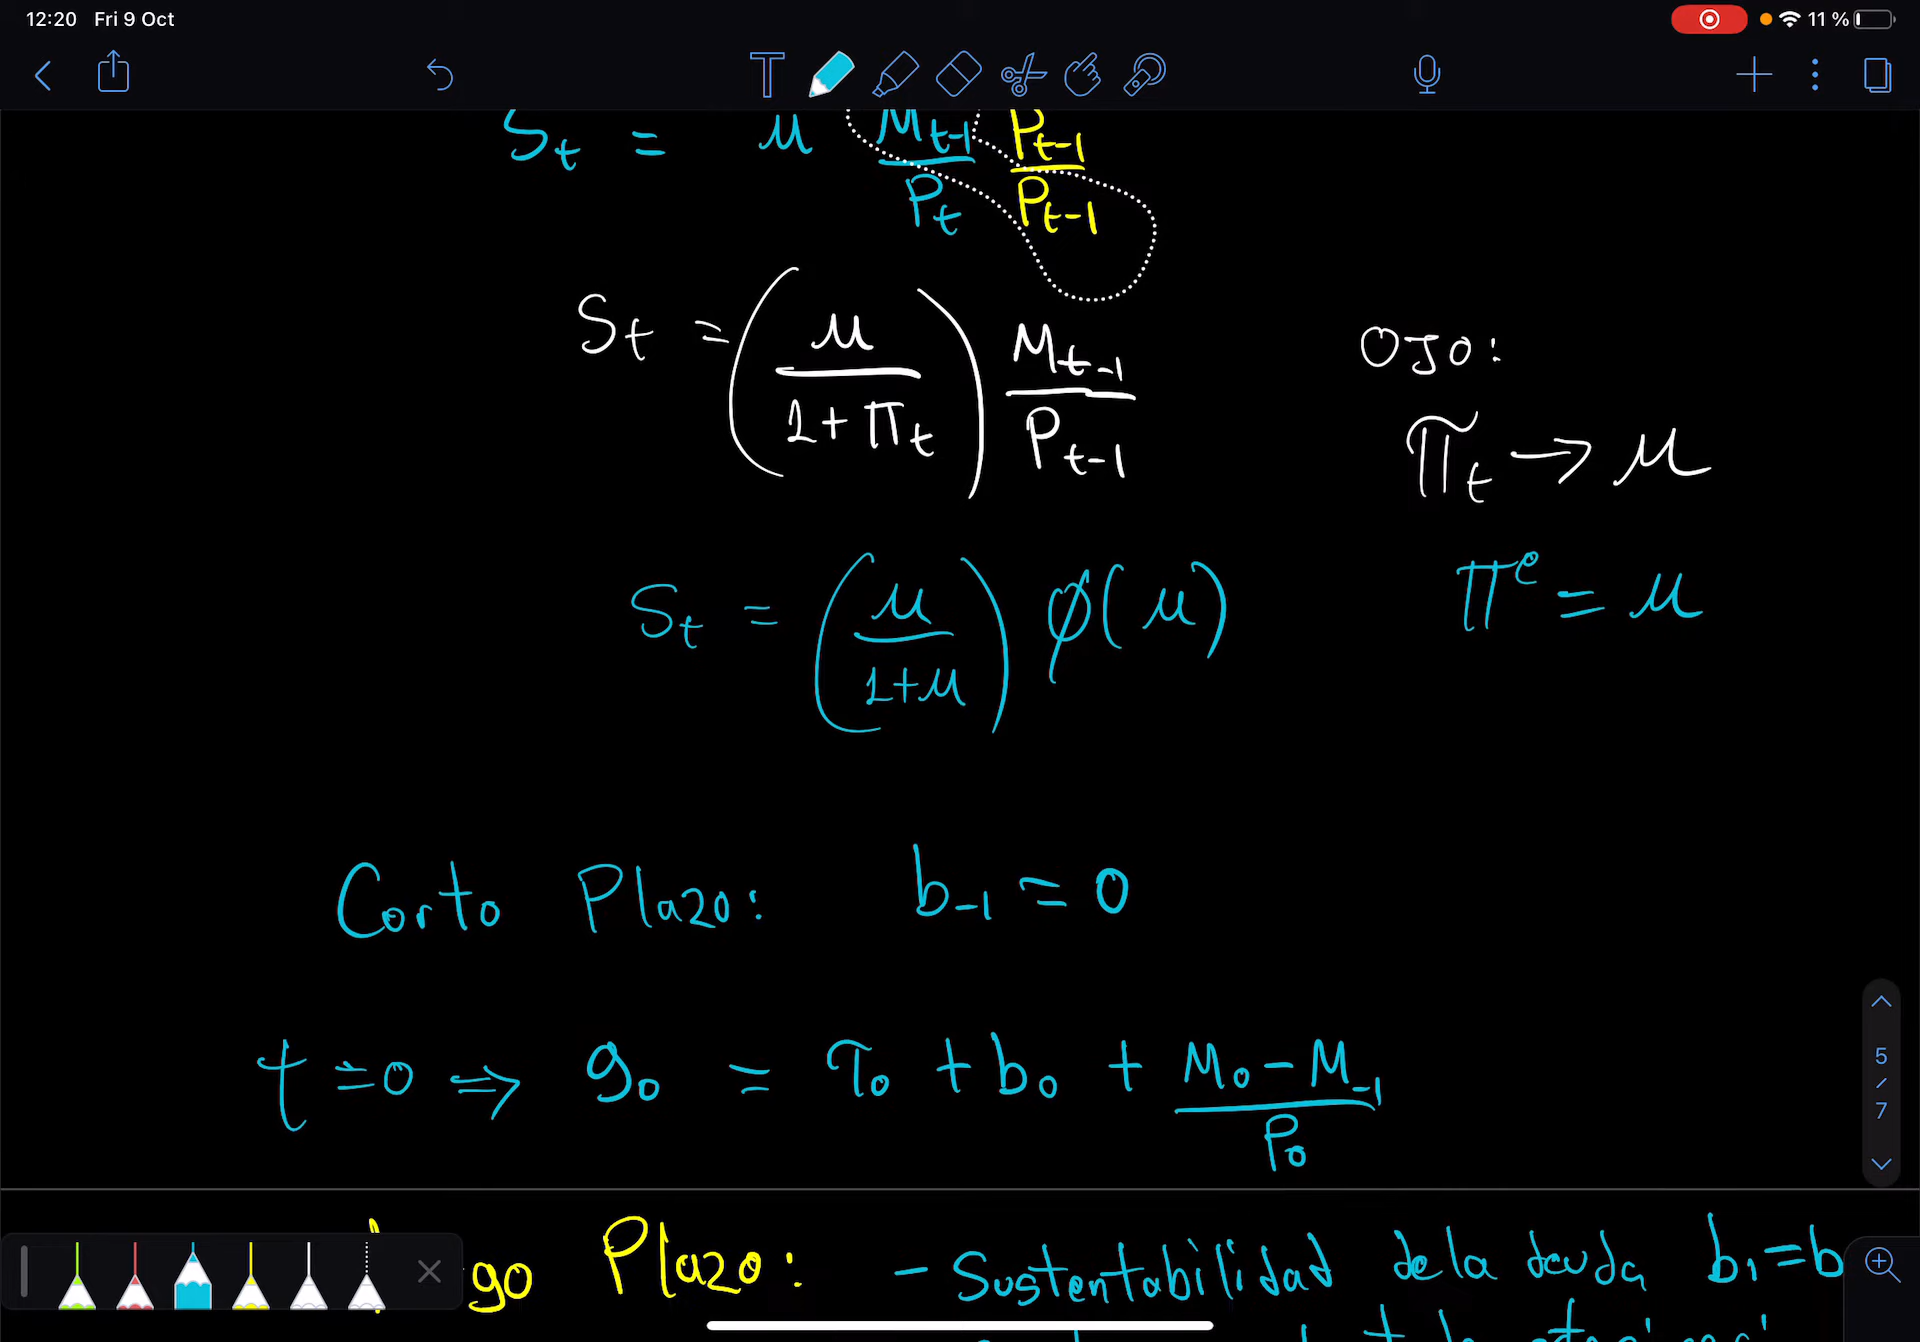 12:20 Fri 9 Oct 11 %
S_t = μ M_{t-1}/P_t P_{t-1}/P_{t-1}
S_t = (μ/(1+π_t)) M_{t-1}/P_{t-1}
OJO:
π_t → μ
S_t = (μ/(1+μ)) φ(μ)
π^e = μ
Corto Plazo: b_{-1} = 0
t=0 ⇒ g_0 = τ_0 + b_0 + (M_0 - M_{-1})/P_0
5 / 7
go Plazo: - Sustentabilidad de la deuda b_1 = b